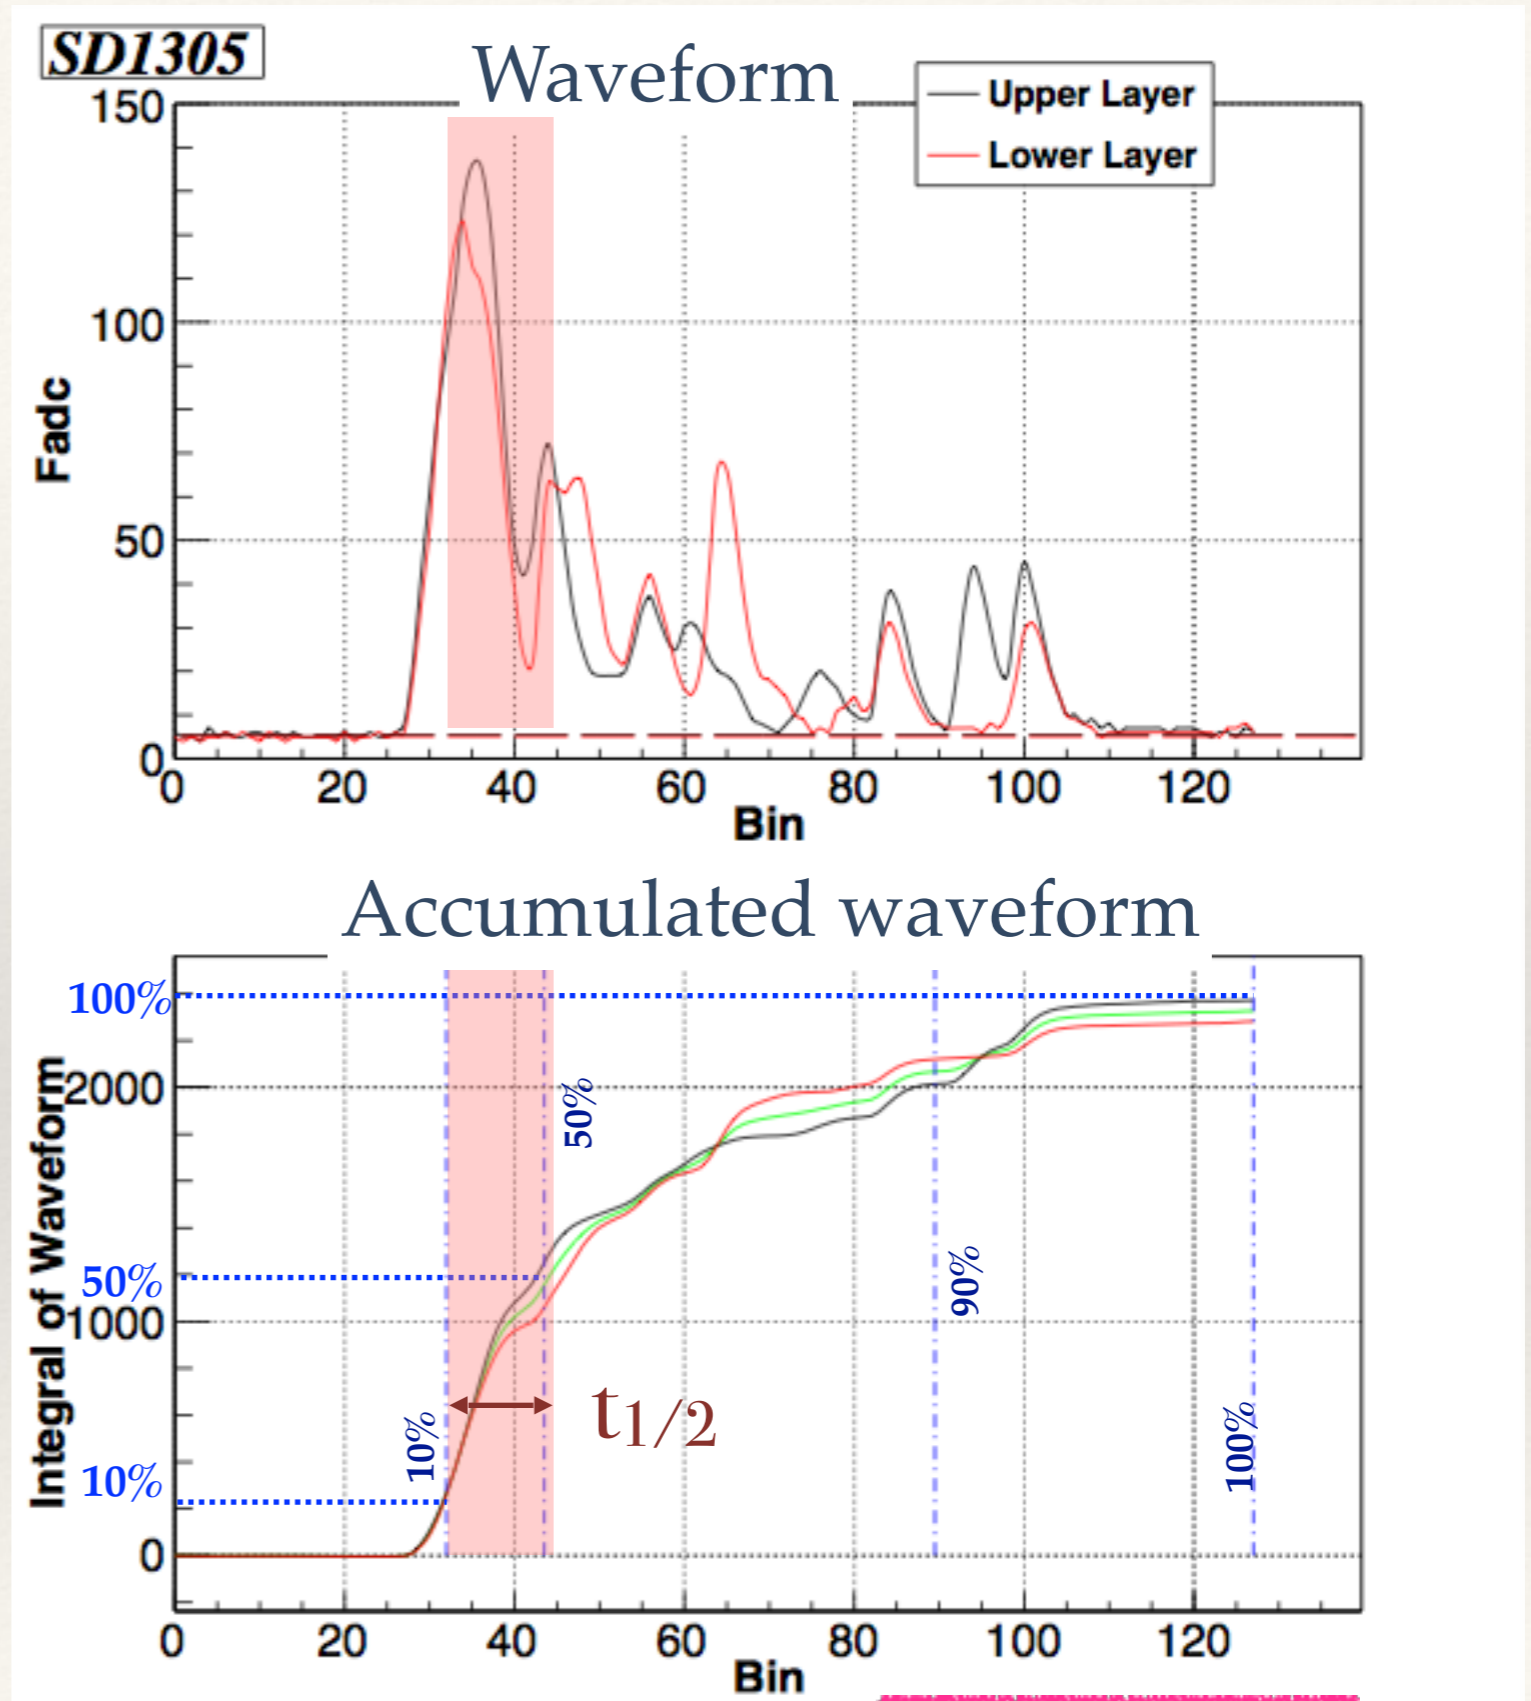 SD1305
Waveform
Upper Layer
Lower Layer
150
100
50
0
Fadc
0 20 40 60 80 100 120
Bin
Accumulated waveform
100%
2000
50%
1000
10%
0
Integral of Waveform
10%
50%
90%
100%
t1/2
0 20 40 60 80 100 120
Bin